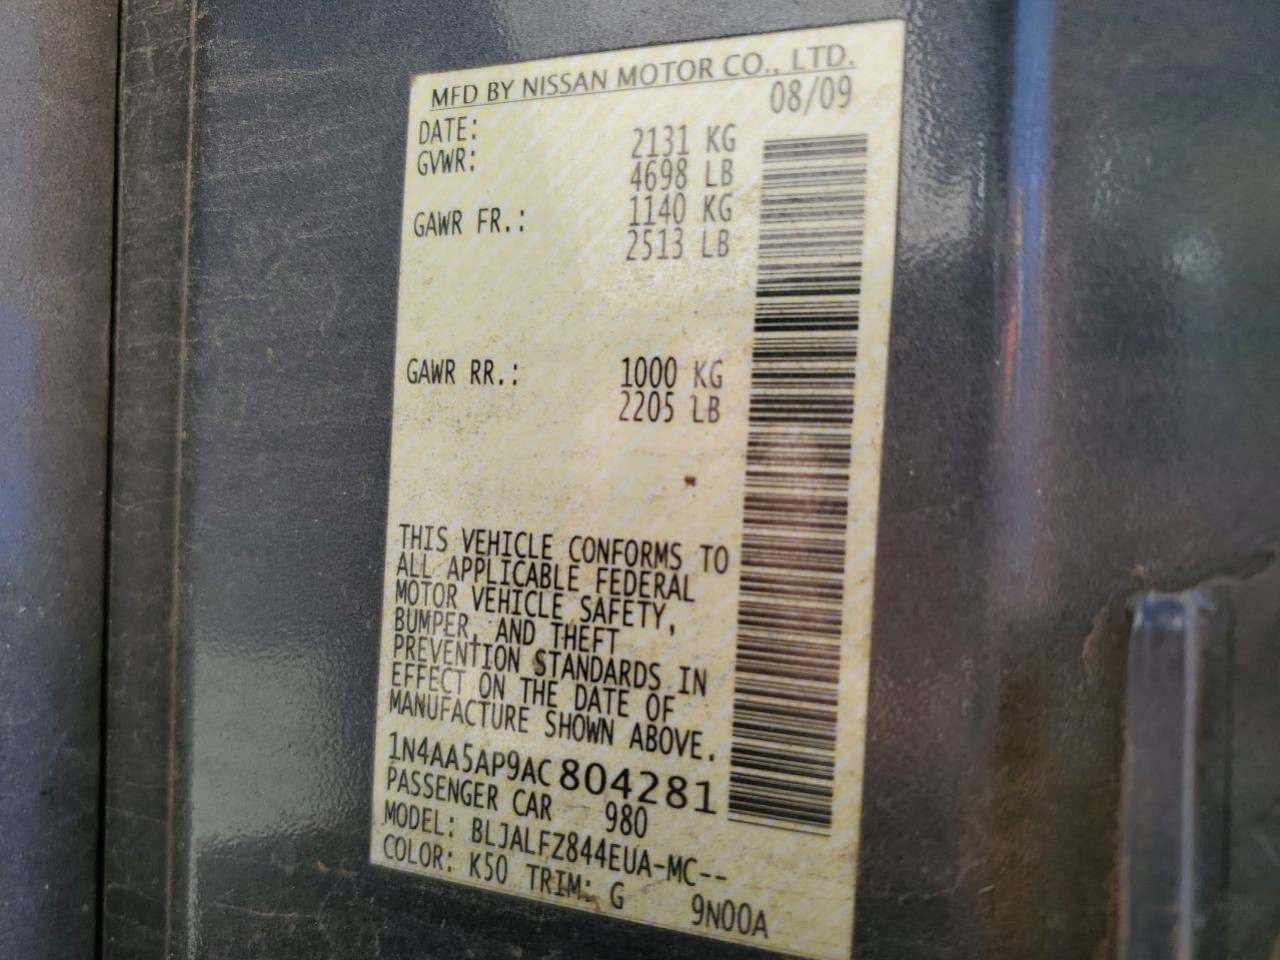 MFD BY NISSAN MOTOR CO., LTD.
DATE: 08/09
GVWR: 2131 KG
4698 LB
GAWR FR.: 1140 KG
2513 LB
GAWR RR.: 1000 KG
2205 LB
THIS VEHICLE CONFORMS TO
ALL APPLICABLE FEDERAL
MOTOR VEHICLE SAFETY,
BUMPER, AND THEFT
PREVENTION STANDARDS IN
EFFECT ON THE DATE OF
MANUFACTURE SHOWN ABOVE.
1N4AA5AP9AC804281
PASSENGER CAR 980
MODEL: BLJALFZ844EUA-MC--
COLOR: K50 TRIM: G 9N00A